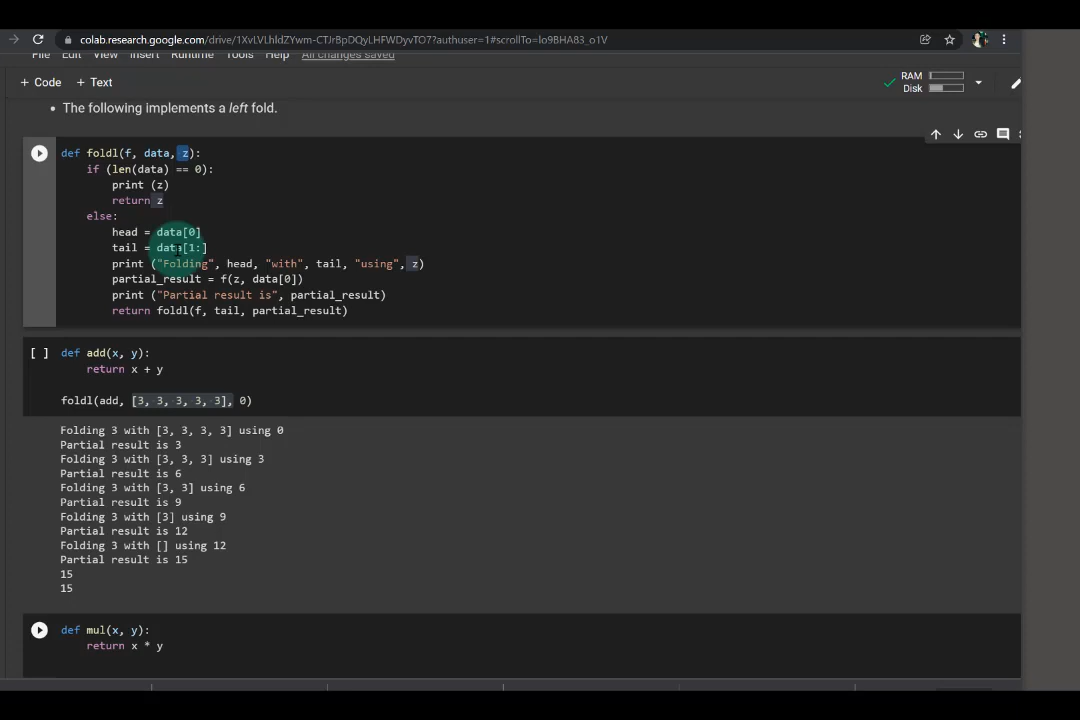 colab.research.google.com/drive/1XvLVLhldZYwm-CTJrBpDQyLHFWDyvTO7?authuser=1#scrollTo=lo9BHA83_o1V
File Edit View Insert Runtime Tools Help All changes saved
+ Code + Text
RAM
Disk
• The following implements a left fold.
def foldl(f, data, z):
if (len(data) == 0):
print (z)
return z
else:
head = data[0]
tail = data[1:]
print ("Folding", head, "with", tail, "using", z)
partial_result = f(z, data[0])
print ("Partial result is", partial_result)
return foldl(f, tail, partial_result)
[ ] def add(x, y):
return x + y
foldl(add, [3, 3, 3, 3, 3], 0)
Folding 3 with [3, 3, 3, 3] using 0
Partial result is 3
Folding 3 with [3, 3, 3] using 3
Partial result is 6
Folding 3 with [3, 3] using 6
Partial result is 9
Folding 3 with [3] using 9
Partial result is 12
Folding 3 with [] using 12
Partial result is 15
15
15
def mul(x, y):
return x * y